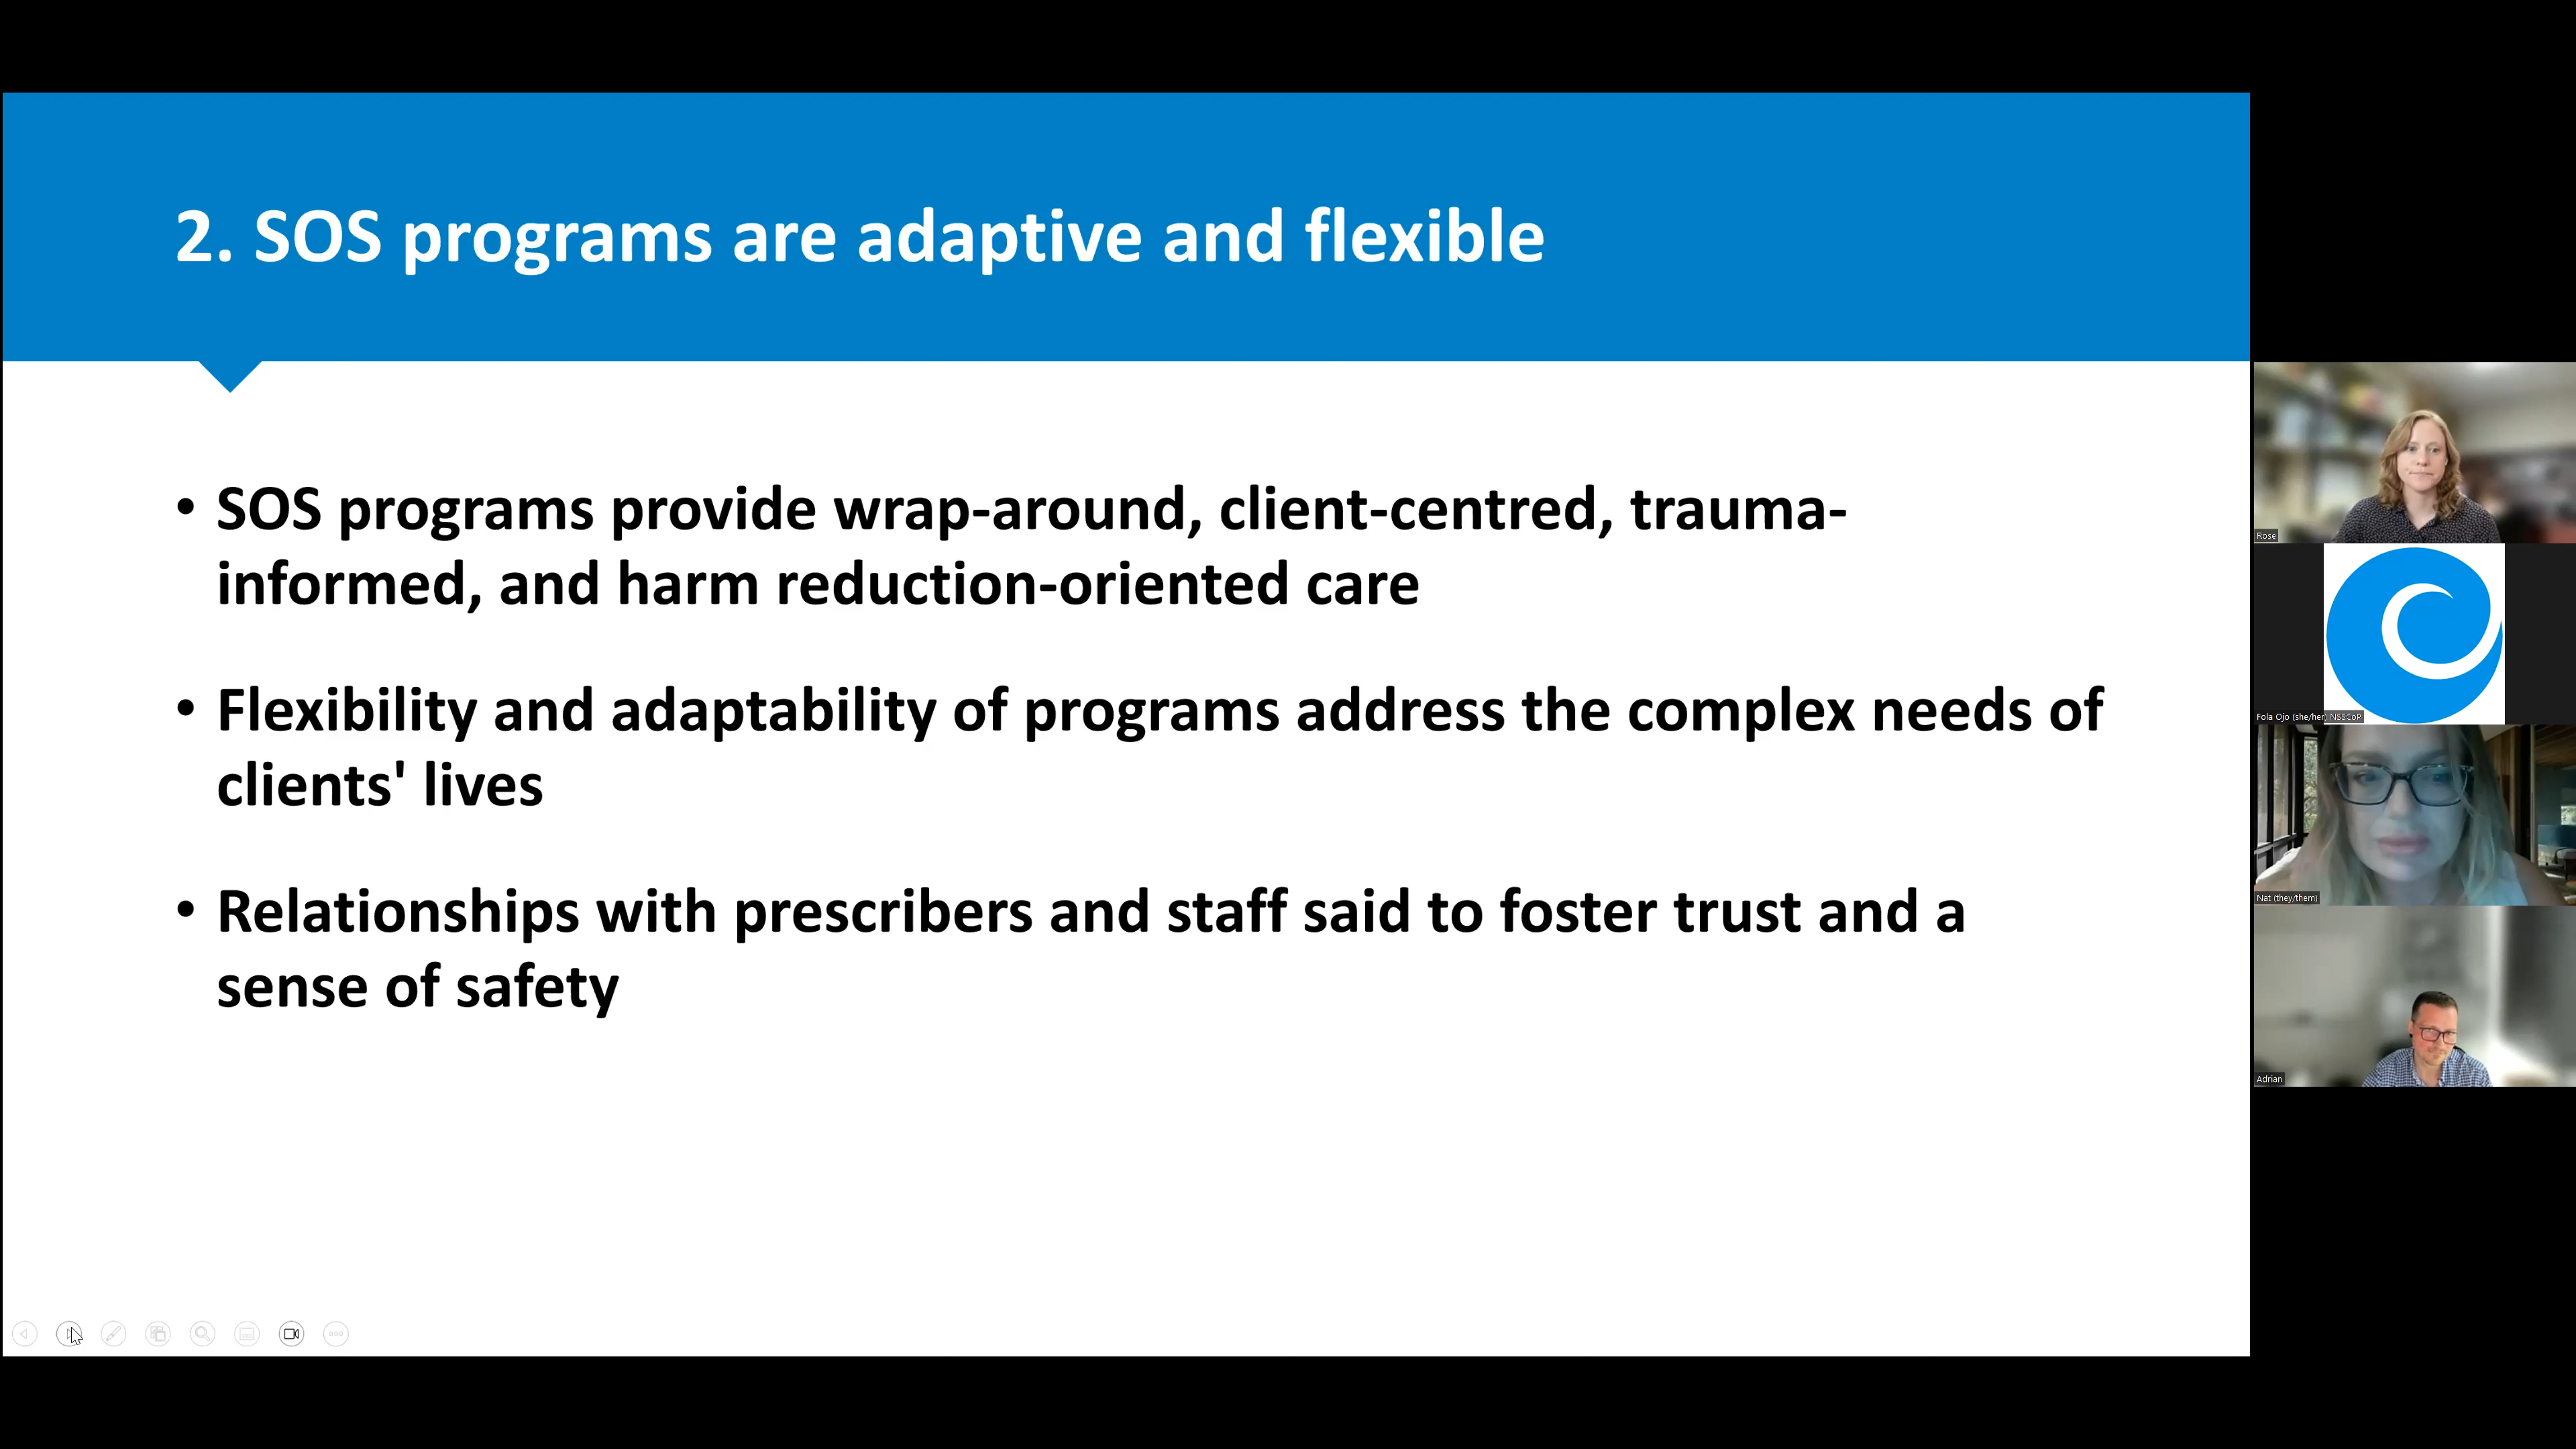 2. SOS programs are adaptive and flexible
• SOS programs provide wrap-around, client-centred, trauma-
informed, and harm reduction-oriented care
• Flexibility and adaptability of programs address the complex needs of
clients' lives
• Relationships with prescribers and staff said to foster trust and a
sense of safety
Rose
Fola Ojo (she/her) NSSCoP
Nat (they/them)
Adrian